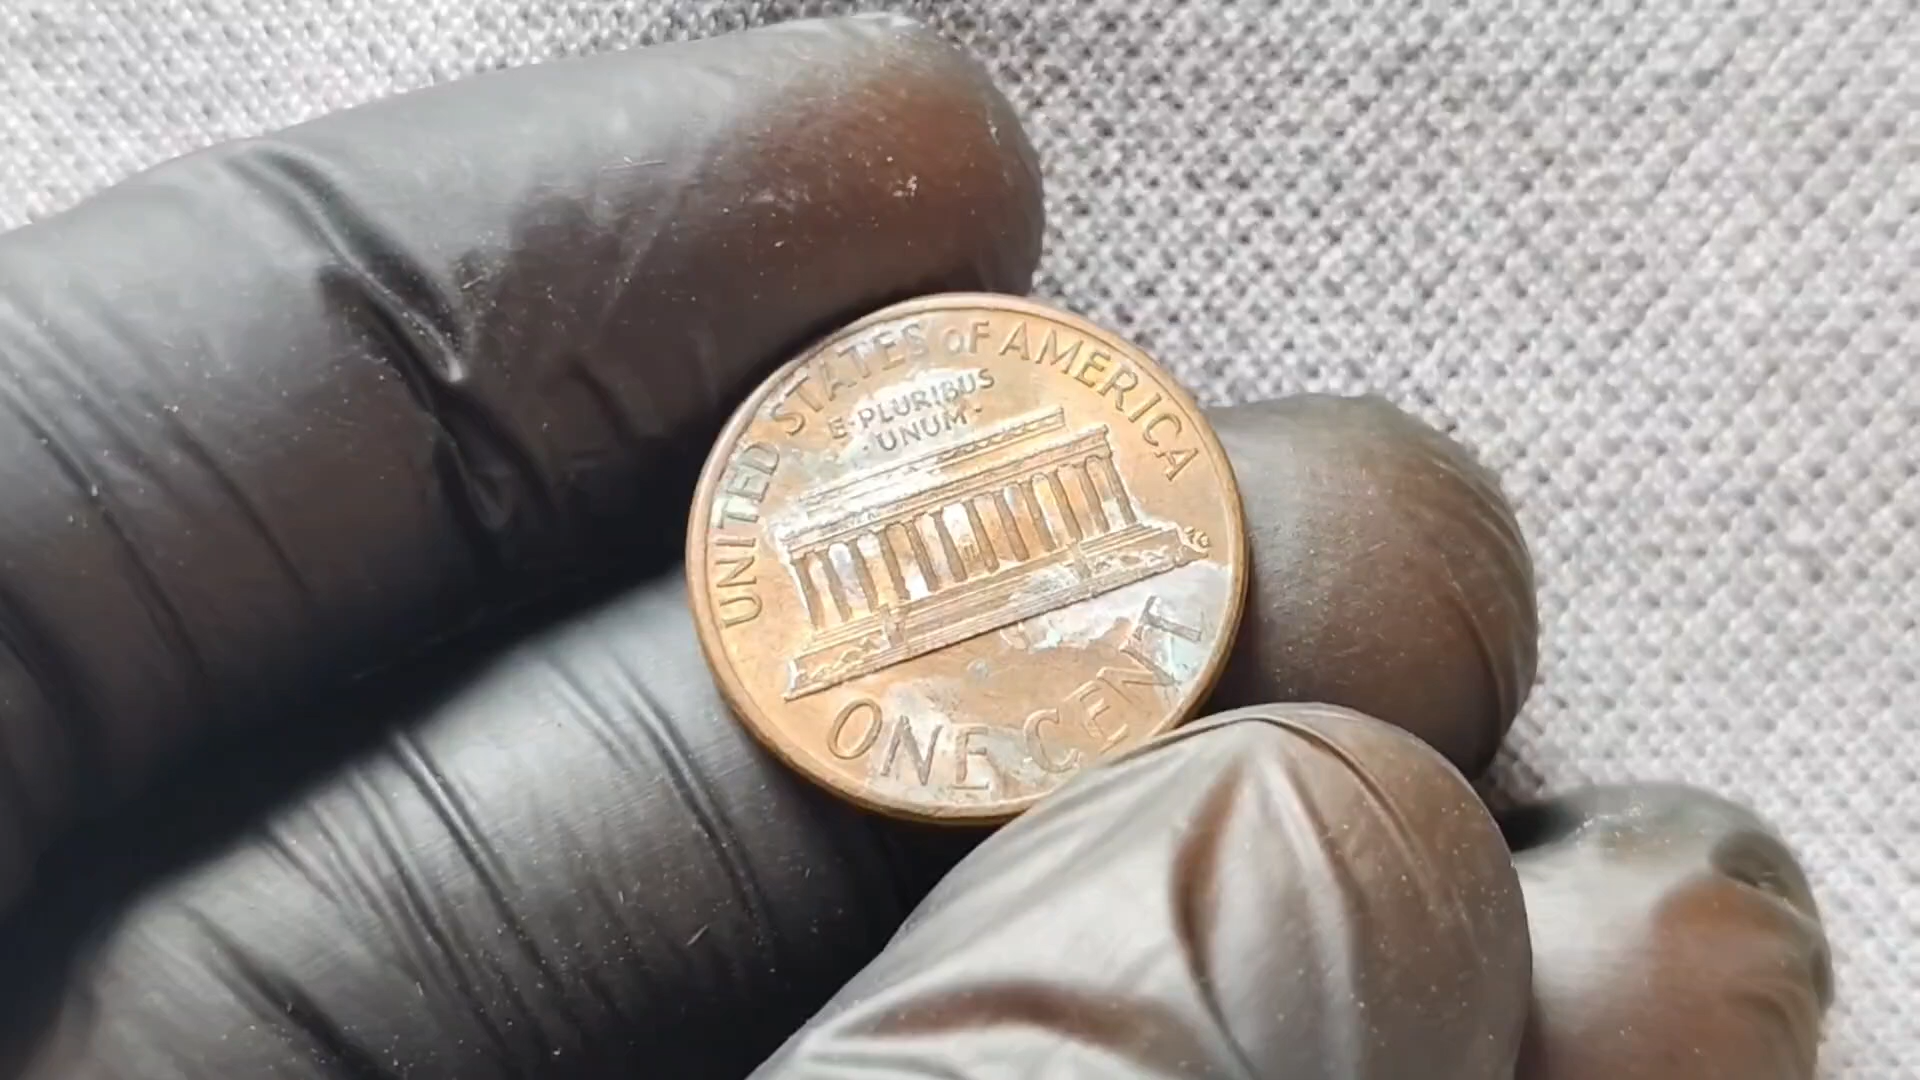 UNITED STATES OF AMERICA
E·PLURIBUS
·UNUM·
ONE CENT